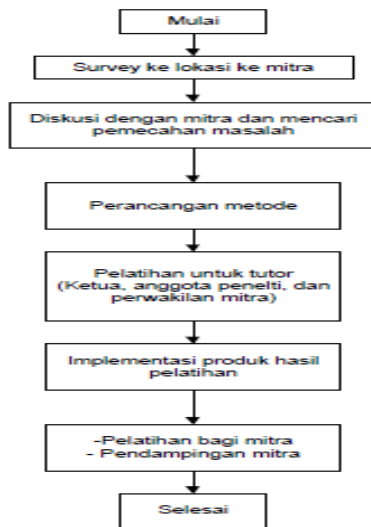 Mulai
Survey ke lokasi ke mitra
Diskusi dengan mitra dan mencari
pemecahan masalah
Perancangan metode
Pelatihan untuk tutor
(Ketua, anggota penelti, dan
perwakilan mitra)
Implementasi produk hasil
pelatihan
-Pelatihan bagi mitra
- Pendampingan mitra
Selesai